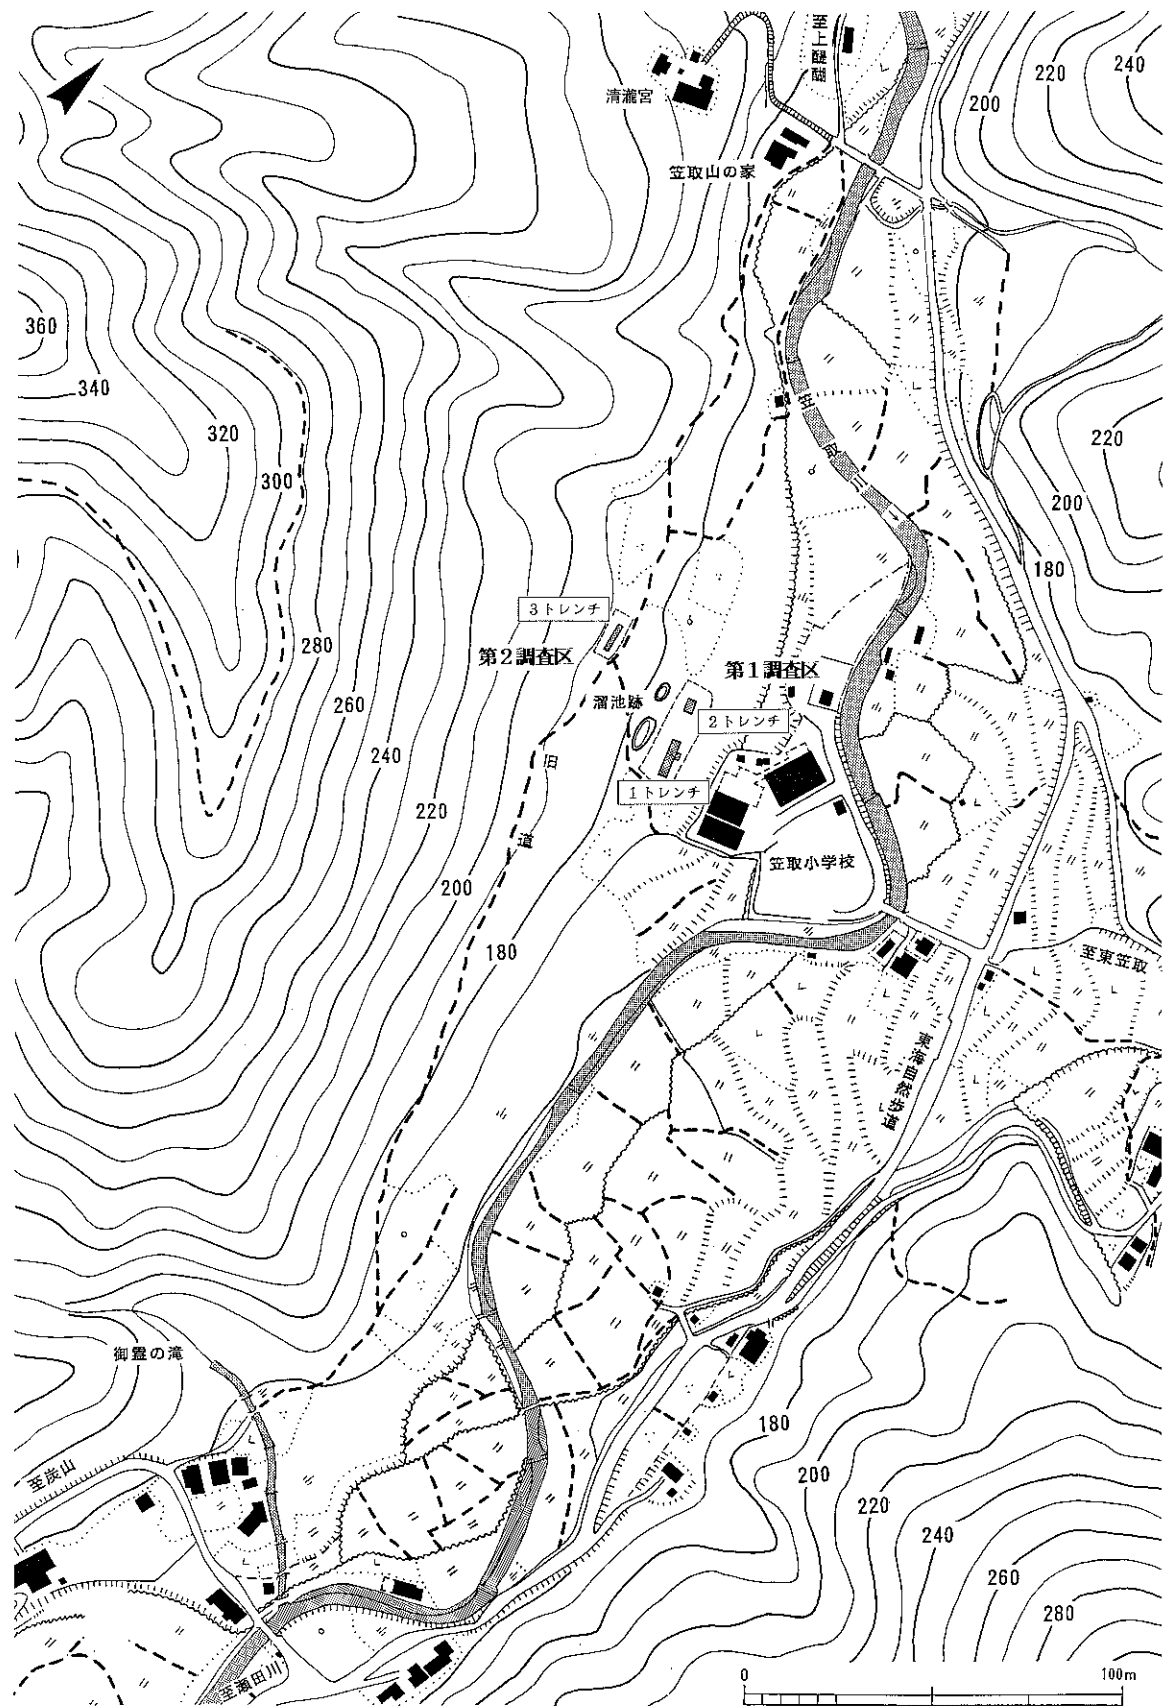 至上醍醐
清瀧宮
笠取山の家
240
220
200
360
340
320
300
280
260
240
220
200
180
220
200
180
3トレンチ
第2調査区
第1調査区
溜池跡
2トレンチ
1トレンチ
旧道
笠取小学校
至東笠取
東海自然歩道
御霊の滝
至炭山
至瀬田川
180
200
220
240
260
280
0
100m